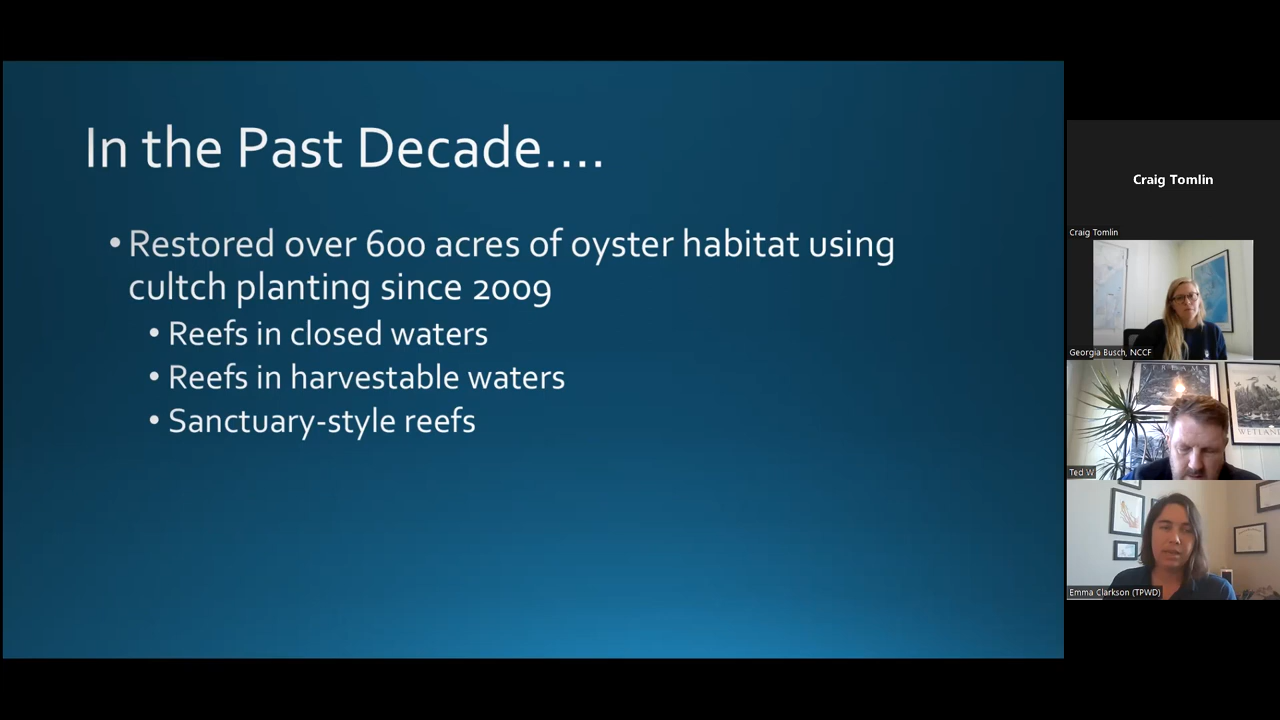 In the Past Decade....
• Restored over 600 acres of oyster habitat using
cultch planting since 2009
• Reefs in closed waters
• Reefs in harvestable waters
• Sanctuary-style reefs
Craig Tomlin
Craig Tomlin
Georgia Busch, NCCF
WETLAN
Ted W
Emma Clarkson (TPWD)